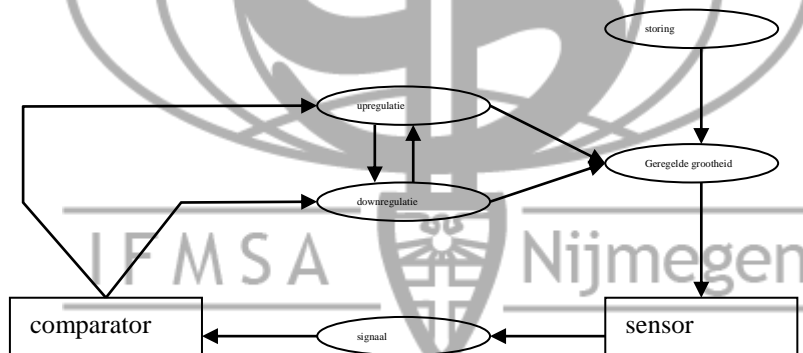 storing
upregulatie
Geregelde grootheid
downregulatie
IFMSA Nijmegen
comparator
signaal
sensor